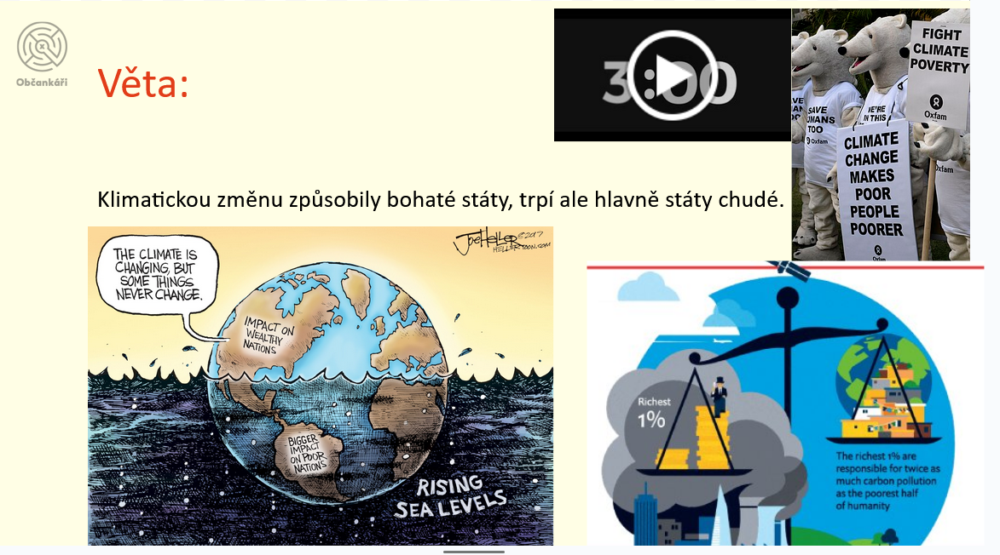 Občankáři
Věta:
3:00
Klimatickou změnu způsobily bohaté státy, trpí ale hlavně státy chudé.
FIGHT
CLIMATE
POVERTY
Oxfam
SAVE
TOO
Oxfam
WE'RE
IN THIS
CLIMATE
CHANGE
MAKES
POOR
PEOPLE
POORER
Oxfam
THE CLIMATE IS
CHANGING, BUT
SOME THINGS
NEVER CHANGE.
JOE HELLER ©2017
HELLERTOON.COM
IMPACT ON
WEALTHY
NATIONS
BIGGER
IMPACT
ON POOR
NATIONS
RISING
SEA LEVELS
Richest
1%
The richest 1% are
responsible for twice as
much carbon pollution
as the poorest half
of humanity